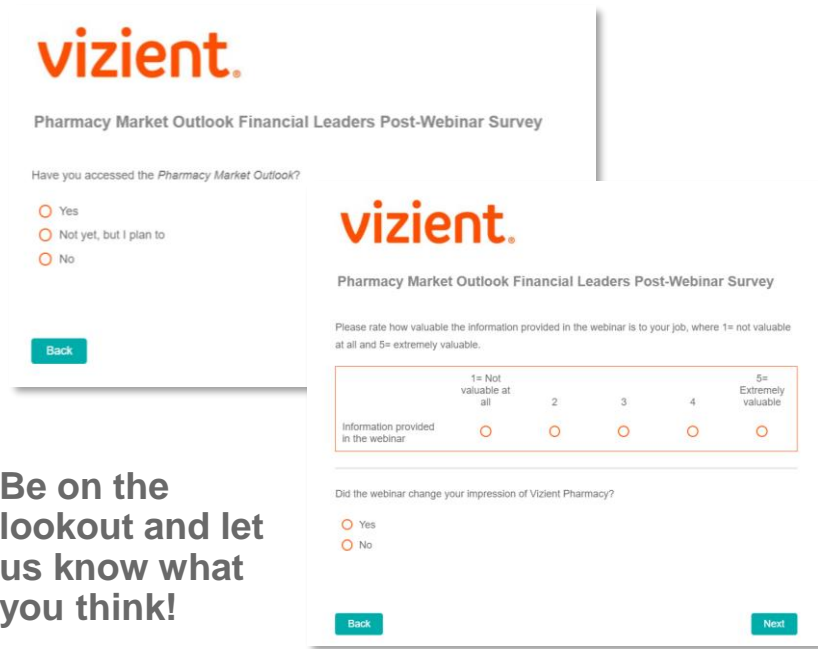 vizient.
Pharmacy Market Outlook Financial Leaders Post-Webinar Survey
Have you accessed the Pharmacy Market Outlook?
Yes
Not yet, but I plan to
No
Back
vizient.
Pharmacy Market Outlook Financial Leaders Post-Webinar Survey
Please rate how valuable the information provided in the webinar is to your job, where 1= not valuable
at all and 5= extremely valuable.
1= Not
valuable at
all
2
3
4
5=
Extremely
valuable
Information provided
in the webinar
Did the webinar change your impression of Vizient Pharmacy?
Yes
No
Back
Next
Be on the
lookout and let
us know what
you think!